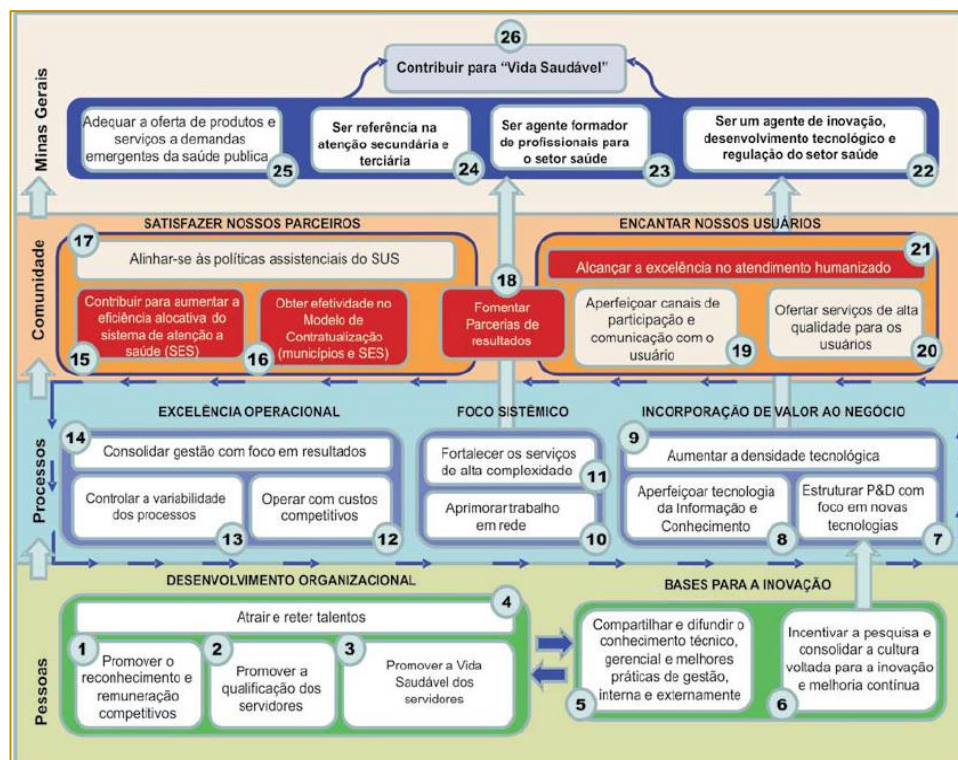 26
Contribuir para “Vida Saudável”
Minas Gerais
Adequar a oferta de produtos e
serviços a demandas
emergentes da saúde publica
25
Ser referência na
atenção secundária e
terciária
24
Ser agente formador
de profissionais para
o setor saúde
23
Ser um agente de inovação,
desenvolvimento tecnológico e
regulação do setor saúde
22
Comunidade
SATISFAZER NOSSOS PARCEIROS
17
Alinhar-se às políticas assistenciais do SUS
Contribuir para aumentar a
eficiência alocativa do
sistema de atenção a
saúde (SES)
15
Obter efetividade no
Modelo de
Contratualização
(municípios e SES)
16
18
Fomentar
Parcerias de
resultados
ENCANTAR NOSSOS USUÁRIOS
21
Alcançar a excelência no atendimento humanizado
Aperfeiçoar canais de
participação e
comunicação com o
usuário
19
Ofertar serviços de alta
qualidade para os
usuários
20
Processos
EXCELÊNCIA OPERACIONAL
14
Consolidar gestão com foco em resultados
Controlar a variabilidade
dos processos
13
Operar com custos
competitivos
12
FOCO SISTÊMICO
Fortalecer os serviços
de alta complexidade
11
Aprimorar trabalho
em rede
10
INCORPORAÇÃO DE VALOR AO NEGÓCIO
9
Aumentar a densidade tecnológica
Aperfeiçoar tecnologia
da Informação e
Conhecimento
8
Estruturar P&D com
foco em novas
tecnologias
7
Pessoas
DESENVOLVIMENTO ORGANIZACIONAL
4
Atrair e reter talentos
1
Promover o
reconhecimento e
remuneração
competitivos
2
Promover a
qualificação dos
servidores
3
Promover a Vida
Saudável dos
servidores
BASES PARA A INOVAÇÃO
Compartilhar e difundir o
conhecimento técnico,
gerencial e melhores
práticas de gestão,
interna e externamente
5
Incentivar a pesquisa e
consolidar a cultura
voltada para a inovação
e melhoria contínua
6